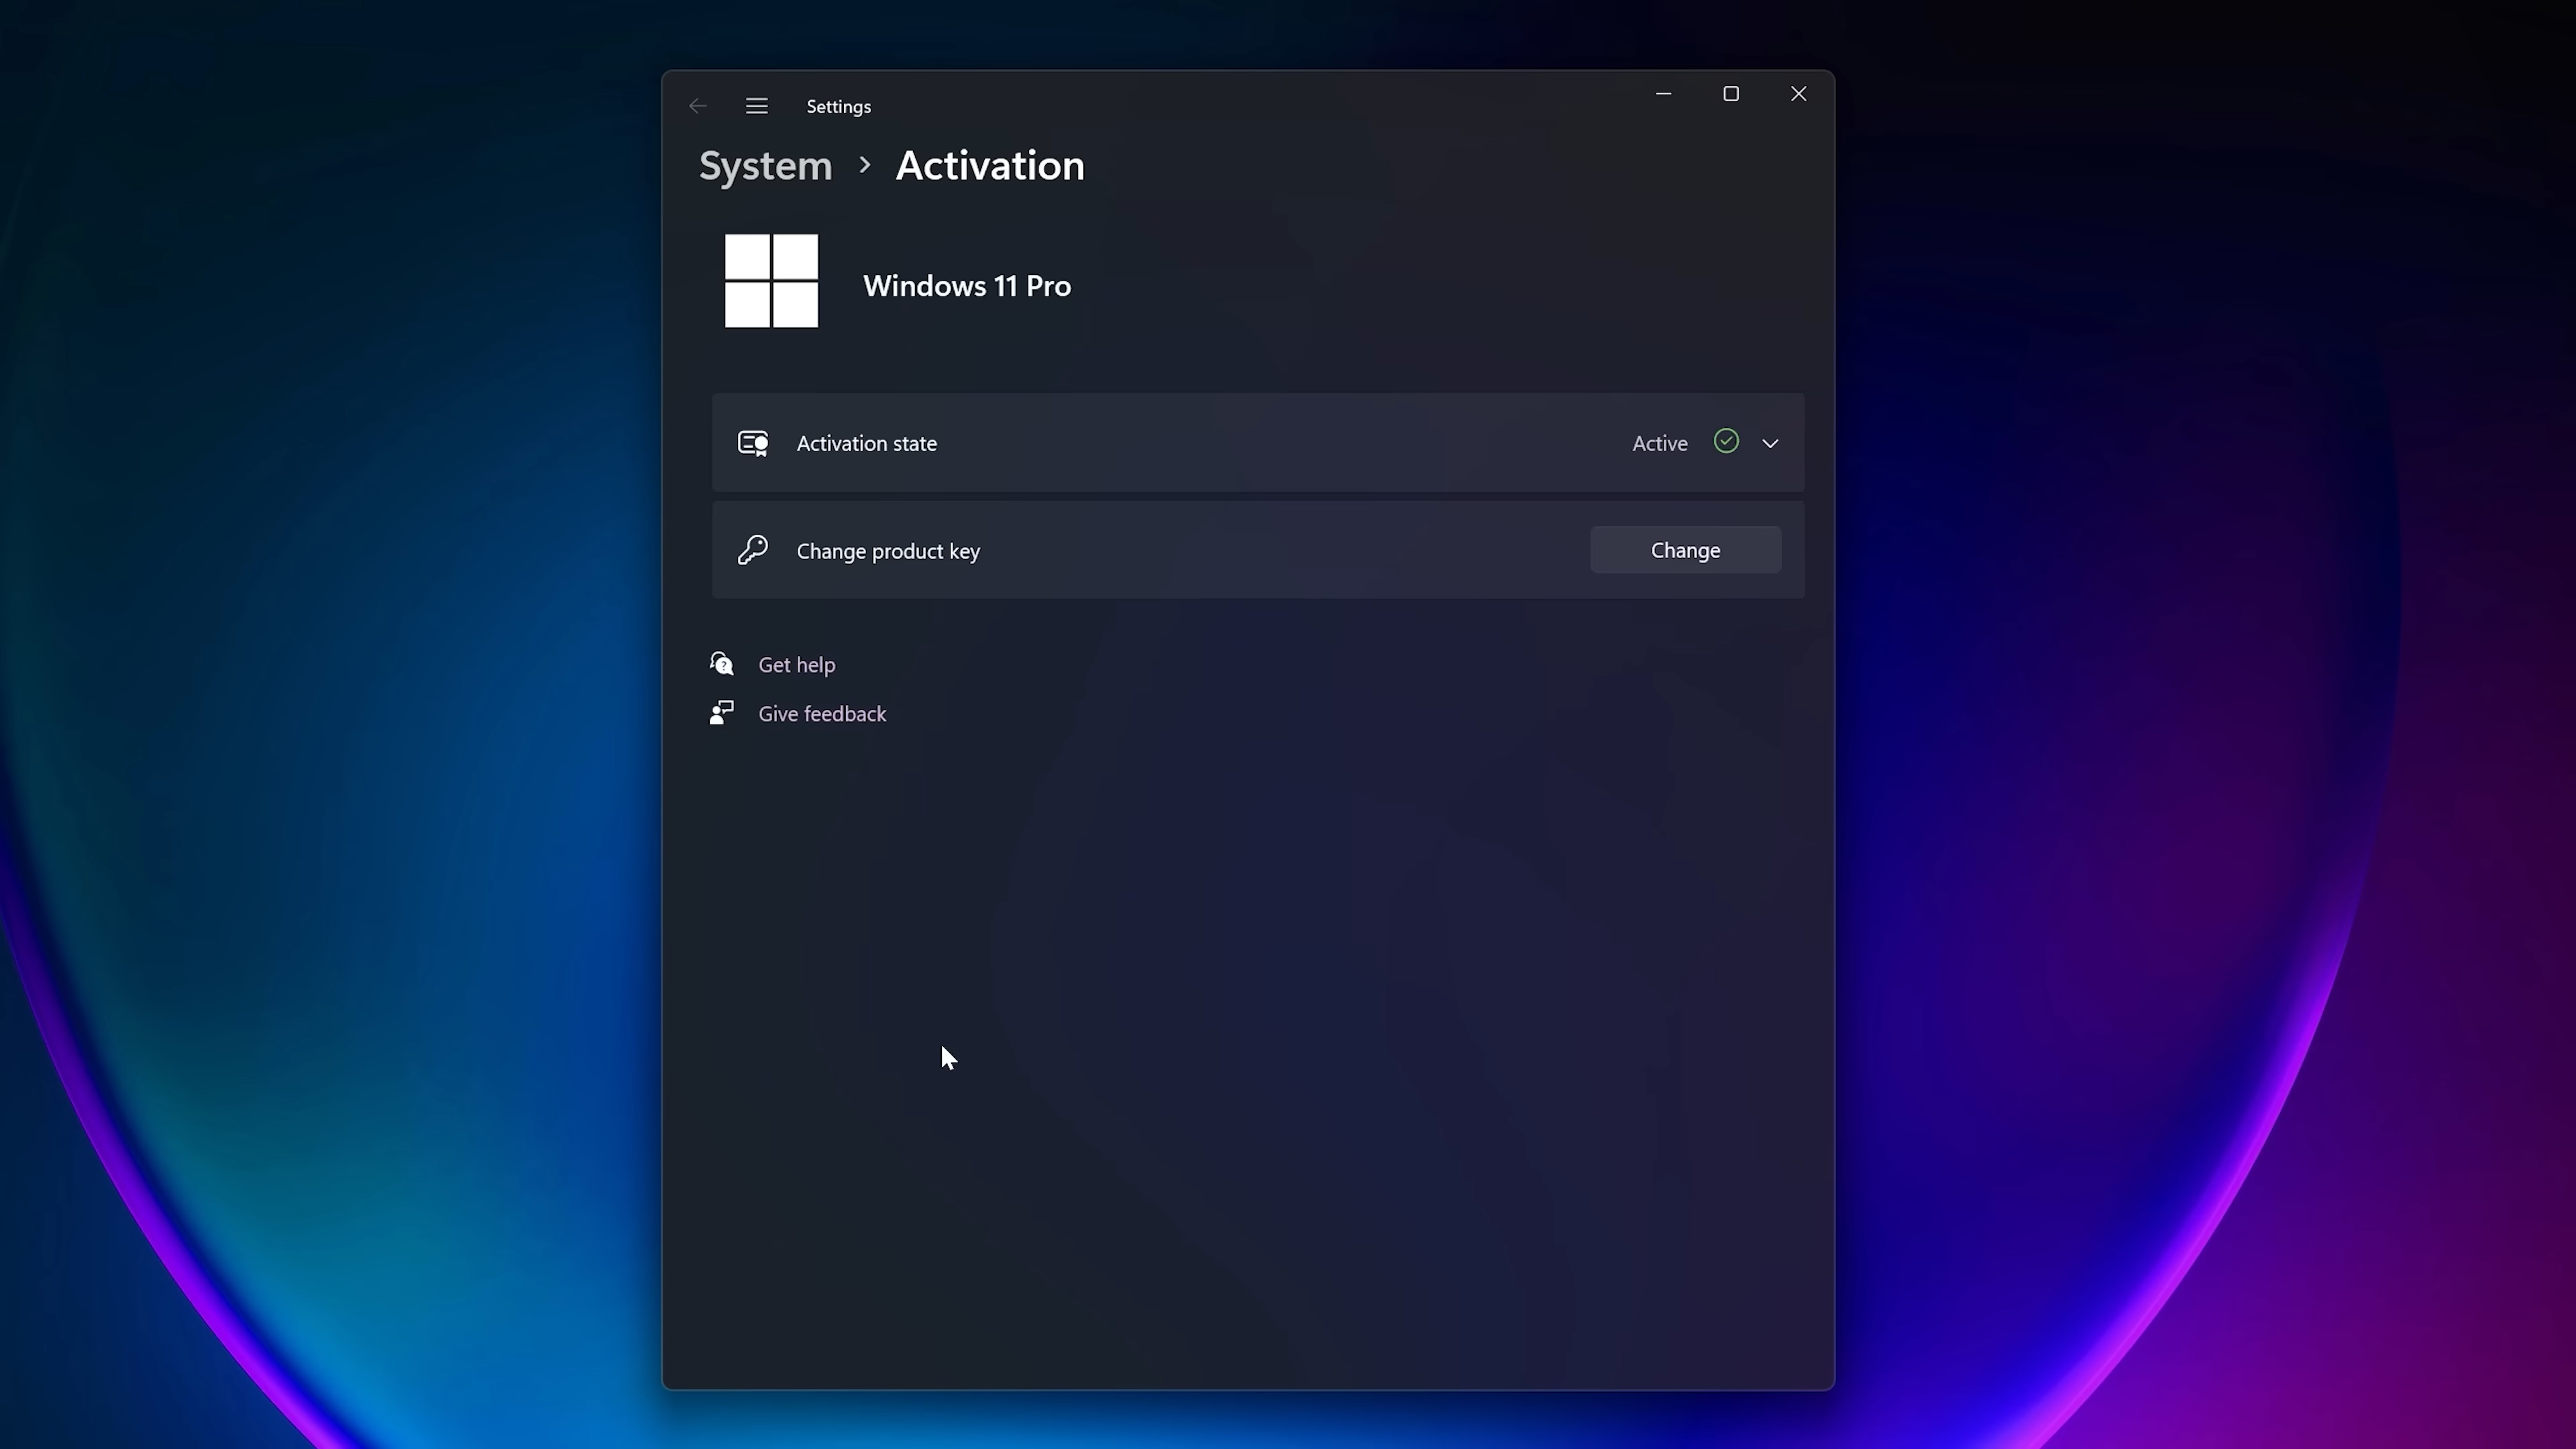 Settings
System > Activation
Windows 11 Pro
Activation state Active
Change product key Change
Get help
Give feedback